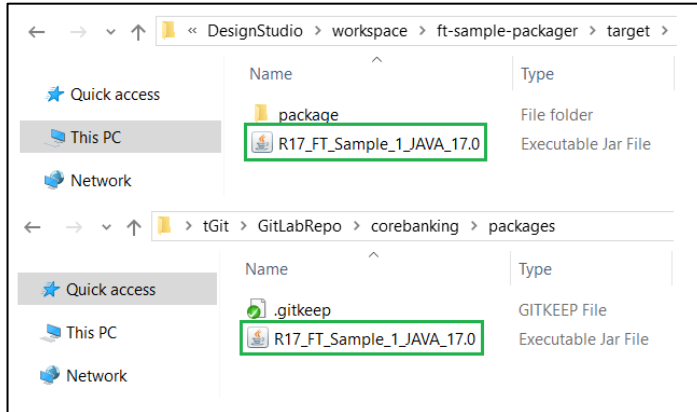 « DesignStudio > workspace > ft-sample-packager > target >
Name Type
Quick access
package File folder
This PC
R17_FT_Sample_1_JAVA_17.0 Executable Jar File
Network
> tGit > GitLabRepo > corebanking > packages
Name Type
Quick access
.gitkeep GITKEEP File
This PC
R17_FT_Sample_1_JAVA_17.0 Executable Jar File
Network